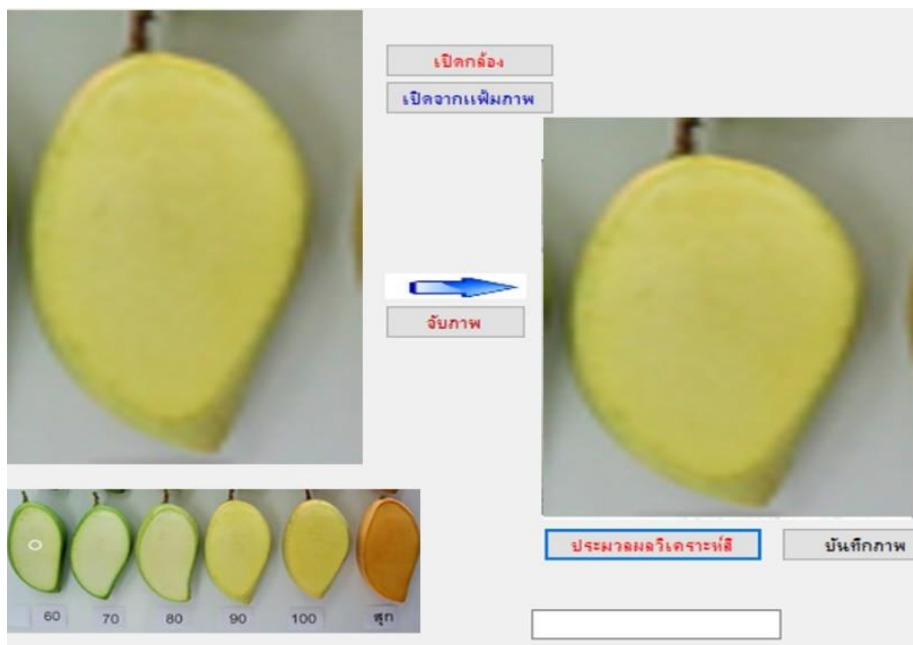 เปิดกล้อง
เปิดจากแฟ้มภาพ
จับภาพ
ประมวลผลวิเคราะห์สี
บันทึกภาพ
60 70 80 90 100 สุก